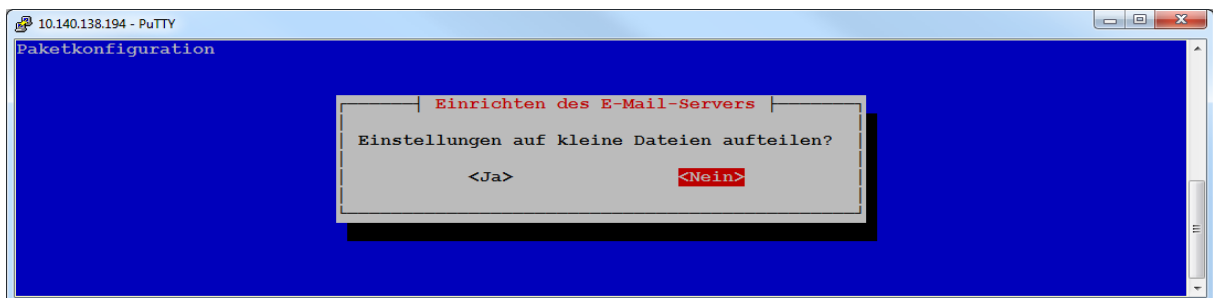 10.140.138.194 - PuTTY
Paketkonfiguration
Einrichten des E-Mail-Servers
Einstellungen auf kleine Dateien aufteilen?
<Ja> <Nein>